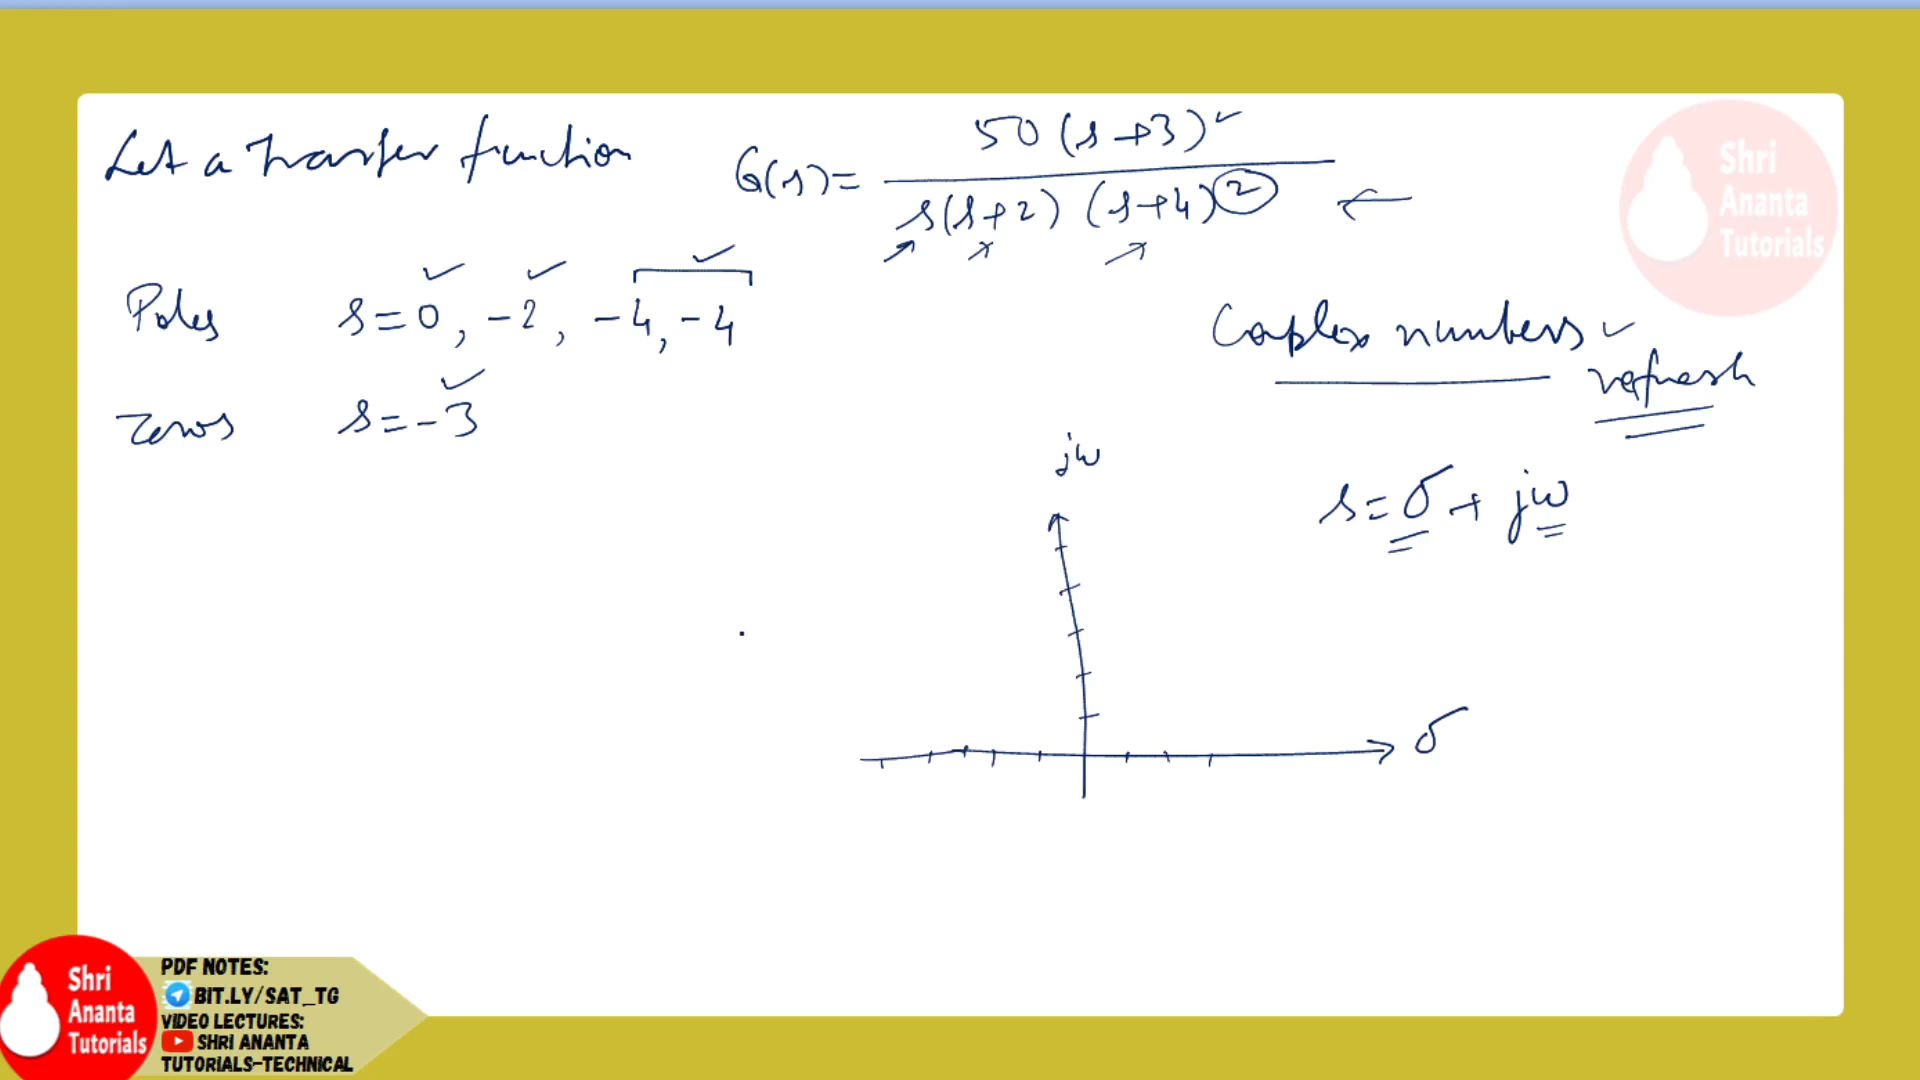 Let a transfer function G(s) = 50(s+3) / s(s+2)(s+4)²
Poles s=0, -2, -4, -4
Zeros s=-3
Complex numbers
refresh
jω
s = σ + jω
σ
Shri
Ananta
Tutorials
Shri
Ananta
Tutorials
PDF NOTES:
BIT.LY/SAT_TG
VIDEO LECTURES:
SHRI ANANTA
TUTORIALS-TECHNICAL